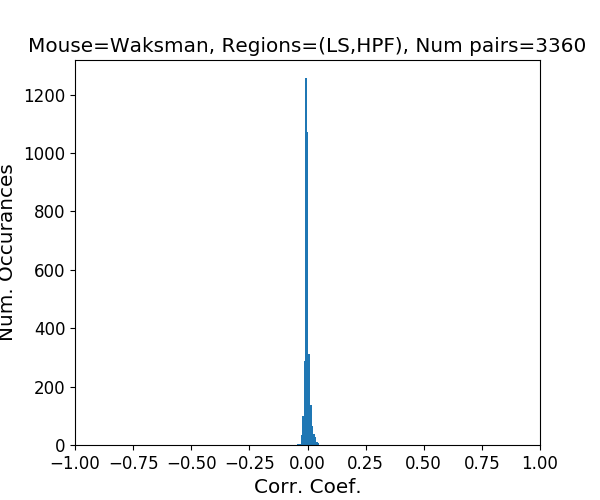 Mouse=Waksman, Regions=(LS,HPF), Num pairs=3360
1200
1000
800
600
400
200
0
Num. Occurances
−1.00 −0.75 −0.50 −0.25 0.00 0.25 0.50 0.75 1.00
Corr. Coef.